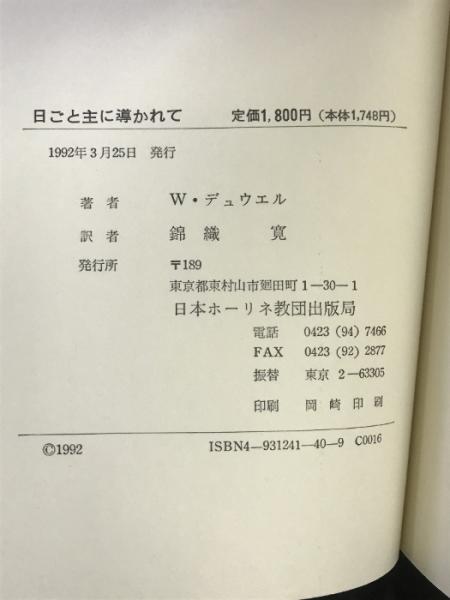 日ごと主に導かれて 定価1,800円(本体1,748円)
1992年3月25日 発行
著者 W・デュウエル
訳者 錦織 寛
発行所 〒189
東京都東村山市廻田町1―30―1
日本ホーリネ教団出版局
電話 0423(94)7466
FAX 0423(92)2877
振替 東京 2―63305
印刷 岡崎印刷
©1992 ISBN4―931241―40―9 C0016